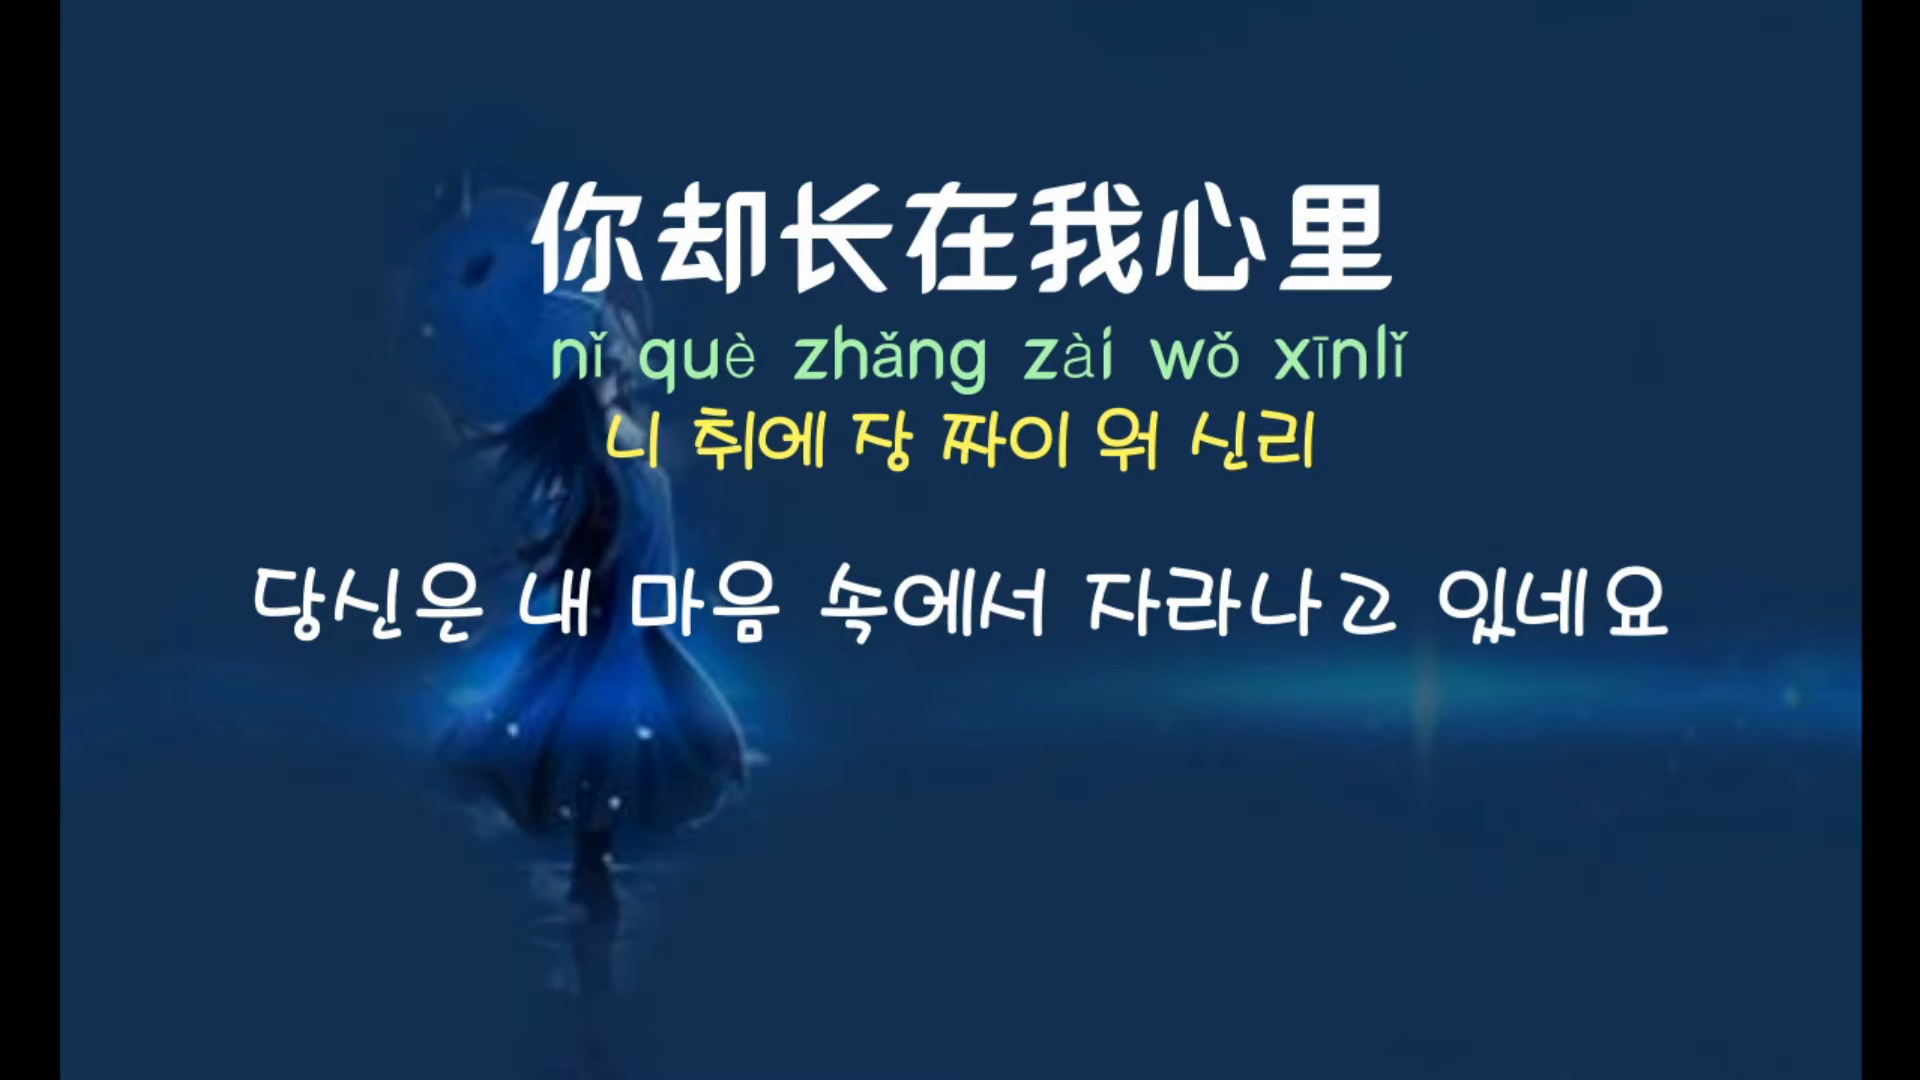 你却长在我心里
nǐ què zhǎng zài wǒ xīnlǐ
니 취에 장 짜이 워 신리
당신은 내 마음 속에서 자라나고 있네요